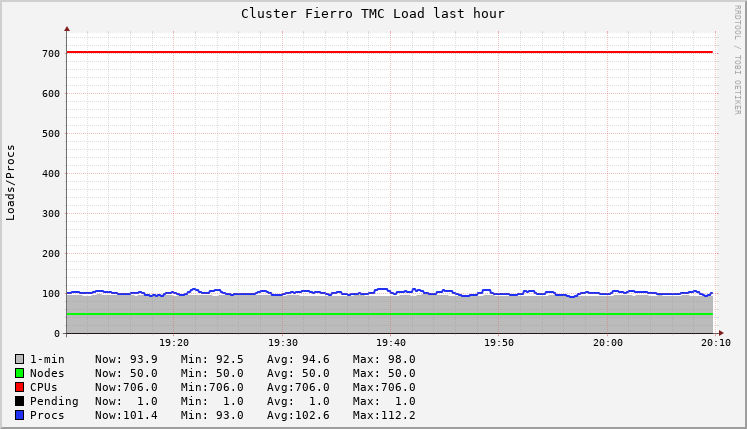 Cluster Fierro TMC Load last hour
RRDTOOL / TOBI OETIKER
Loads/Procs
700
600
500
400
300
200
100
0
19:20 19:30 19:40 19:50 20:00 20:10
1-min Now: 93.9 Min: 92.5 Avg: 94.6 Max: 98.0
Nodes Now: 50.0 Min: 50.0 Avg: 50.0 Max: 50.0
CPUs Now:706.0 Min:706.0 Avg:706.0 Max:706.0
Pending Now: 1.0 Min: 1.0 Avg: 1.0 Max: 1.0
Procs Now:101.4 Min: 93.0 Avg:102.6 Max:112.2